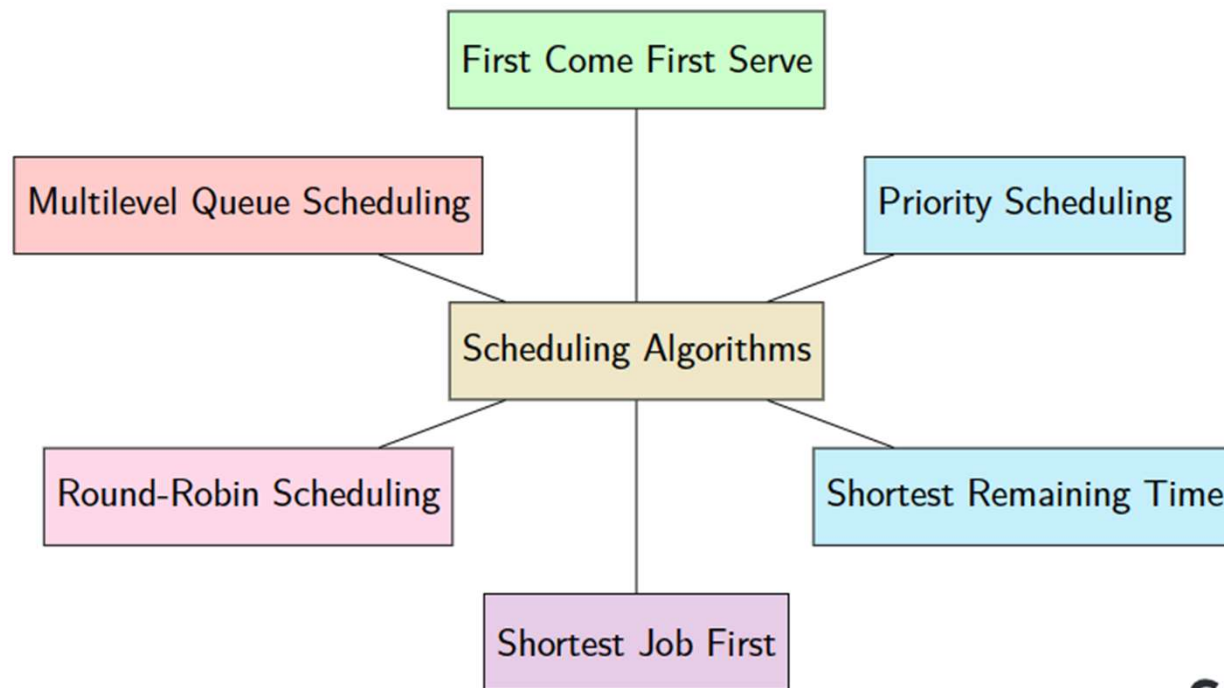 First Come First Serve
Multilevel Queue Scheduling
Priority Scheduling
Scheduling Algorithms
Round-Robin Scheduling
Shortest Remaining Time
Shortest Job First